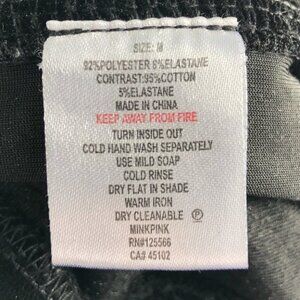 SIZE: M
92%POLYESTER 8%ELASTANE
CONTRAST:95%COTTON
5%ELASTANE
MADE IN CHINA
KEEP AWAY FROM FIRE
TURN INSIDE OUT
COLD HAND WASH SEPARATELY
USE MILD SOAP
COLD RINSE
DRY FLAT IN SHADE
WARM IRON
DRY CLEANABLE Ⓟ
MINKPINK
RN#125566
CA# 45102